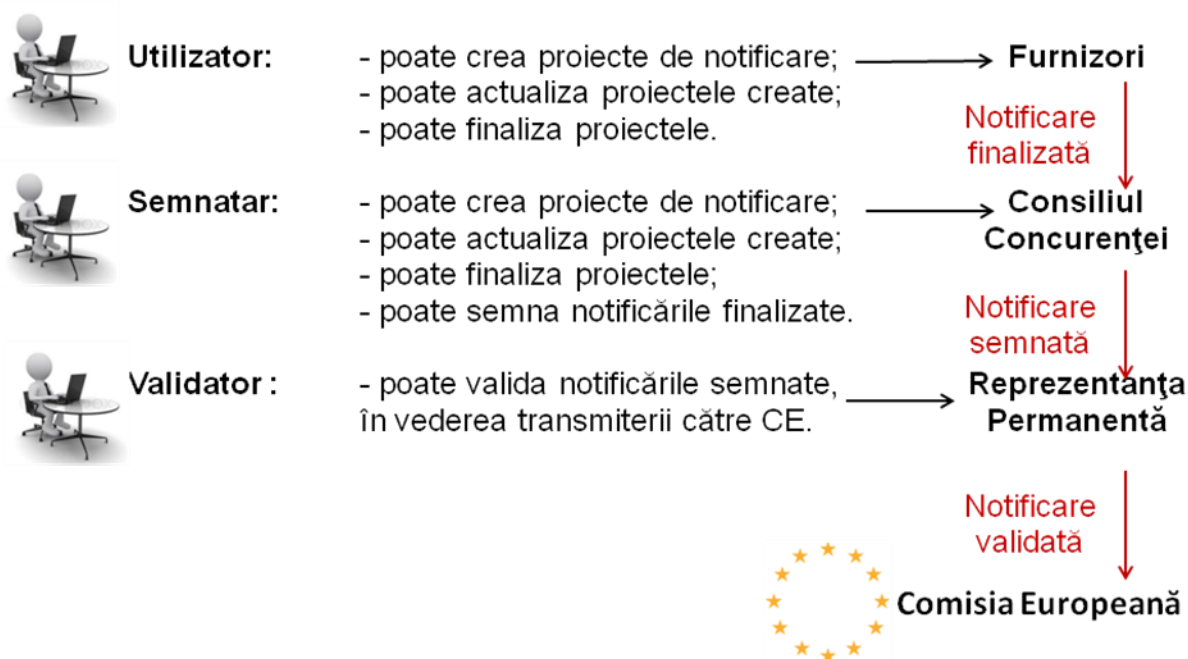 Utilizator:
- poate crea proiecte de notificare;
- poate actualiza proiectele create;
- poate finaliza proiectele.
Furnizori
Notificare
finalizată
Semnatar:
- poate crea proiecte de notificare;
- poate actualiza proiectele create;
- poate finaliza proiectele;
- poate semna notificările finalizate.
Consiliul
Concurenţei
Notificare
semnată
Validator :
- poate valida notificările semnate,
în vederea transmiterii către CE.
Reprezentanţa
Permanentă
Notificare
validată
Comisia Europeană